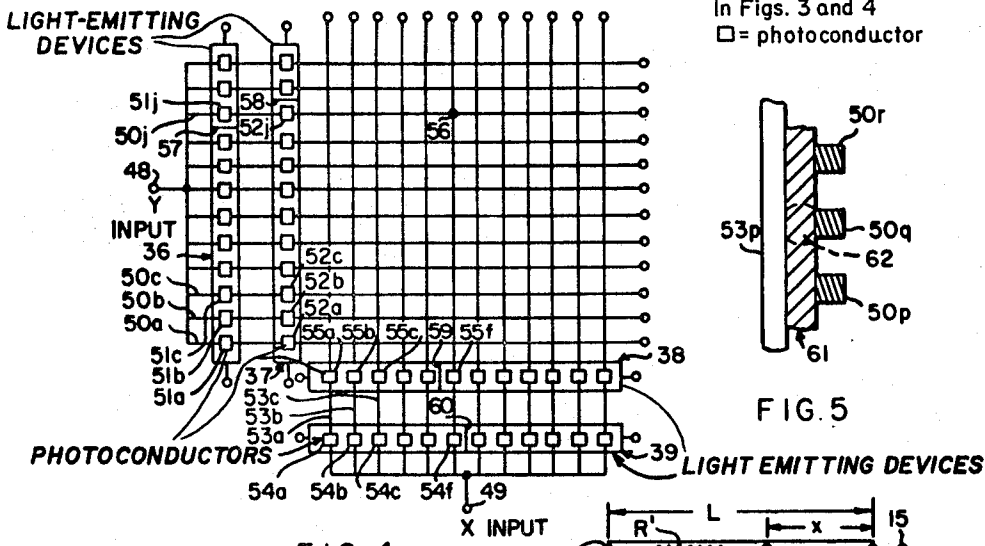 LIGHT-EMITTING
DEVICES
In Figs. 3 and 4
□ = photoconductor
51j
50j
57
58
52j
56
48
Y
INPUT
36
50c
50b
50a
52c
52b
52a
51c
51b
51a
55a
55b
55c
59
55f
38
37
53c
53b
53a
60
PHOTOCONDUCTORS
54a
54b
54c
54f
49
39
LIGHT EMITTING DEVICES
X INPUT
50r
53p
50q
62
50p
61
FIG.5
L
R'
x
15